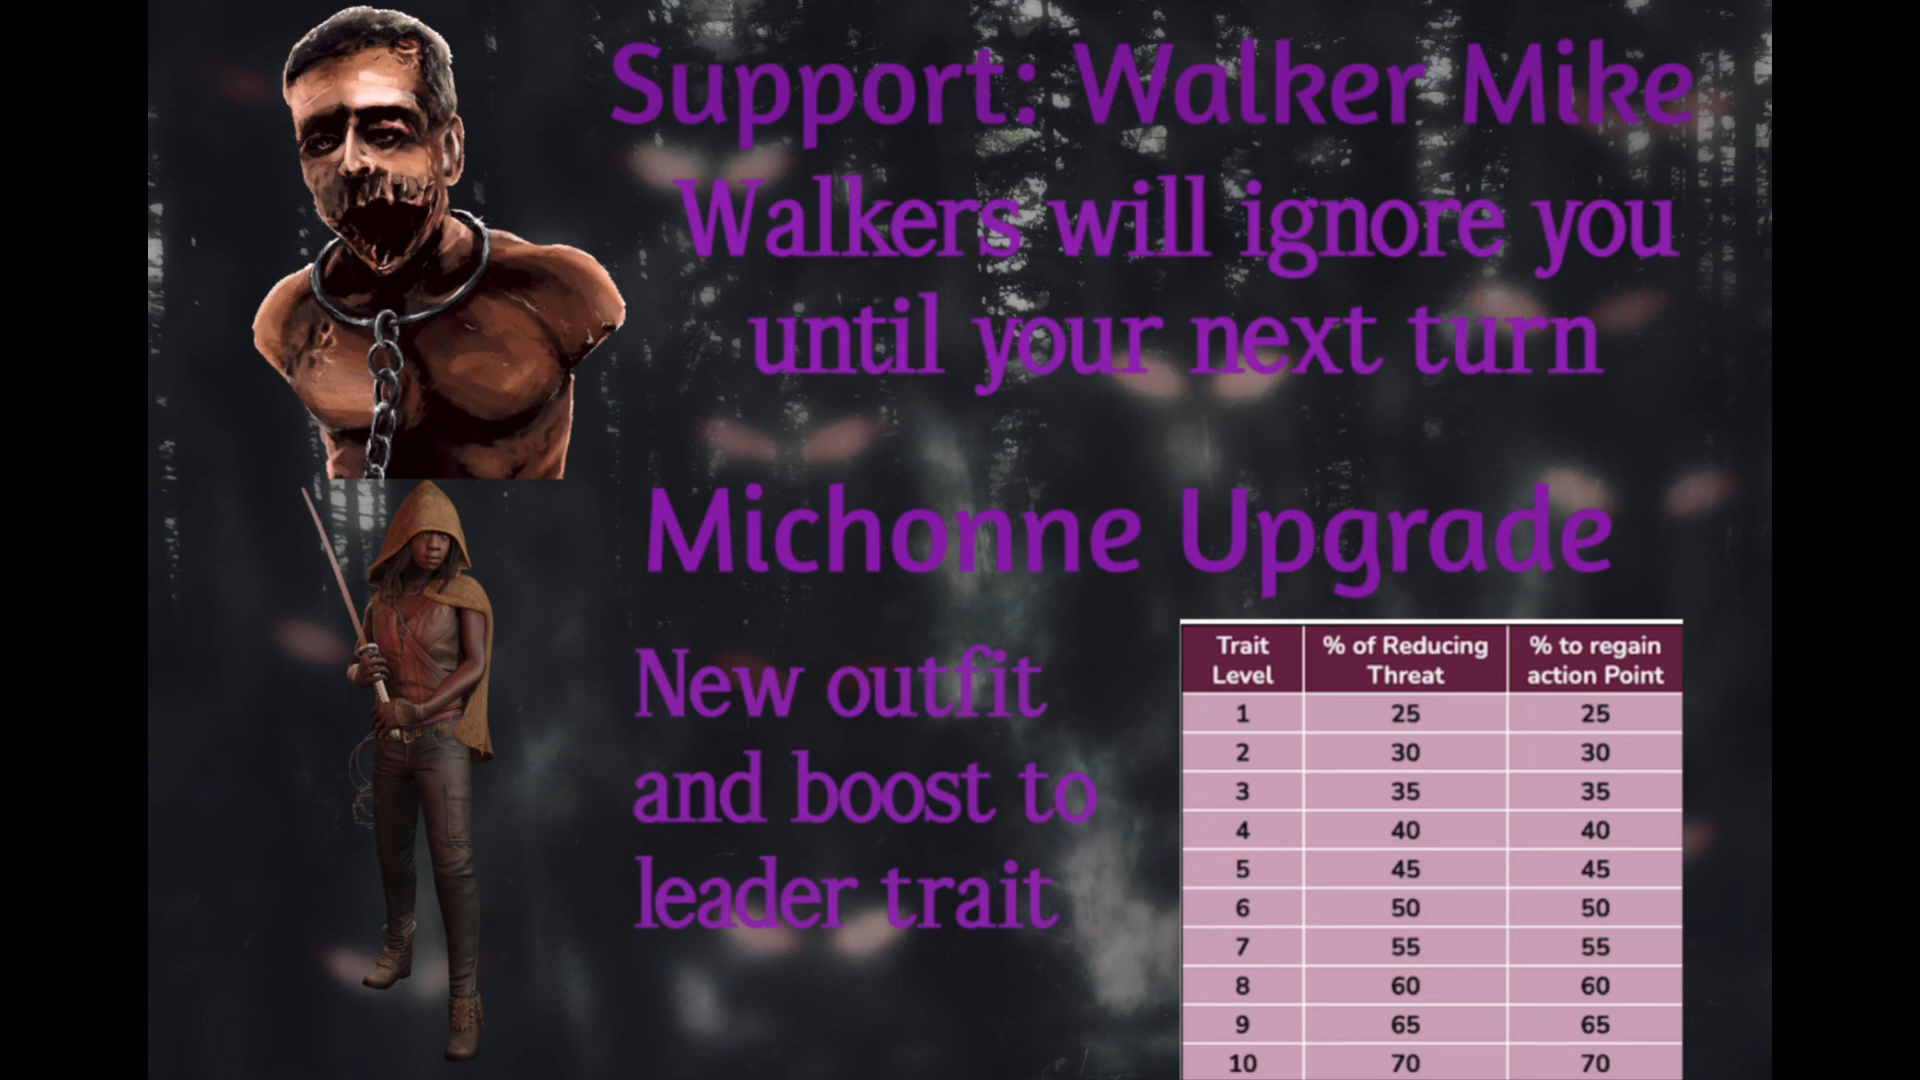 Support: Walker Mike
Walkers will ignore you
until your next turn
Michonne Upgrade
New outfit
and boost to
leader trait
Trait Level % of Reducing Threat % to regain action Point
1 25 25
2 30 30
3 35 35
4 40 40
5 45 45
6 50 50
7 55 55
8 60 60
9 65 65
10 70 70